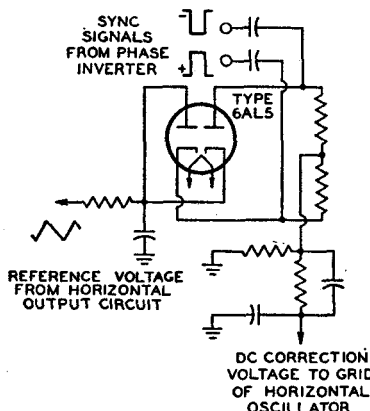 SYNC
SIGNALS
FROM PHASE
INVERTER
−
+
TYPE
6AL5
REFERENCE VOLTAGE
FROM HORIZONTAL
OUTPUT CIRCUIT
DC CORRECTION
VOLTAGE TO GRID
OF HORIZONTAL
OSCILLATOR